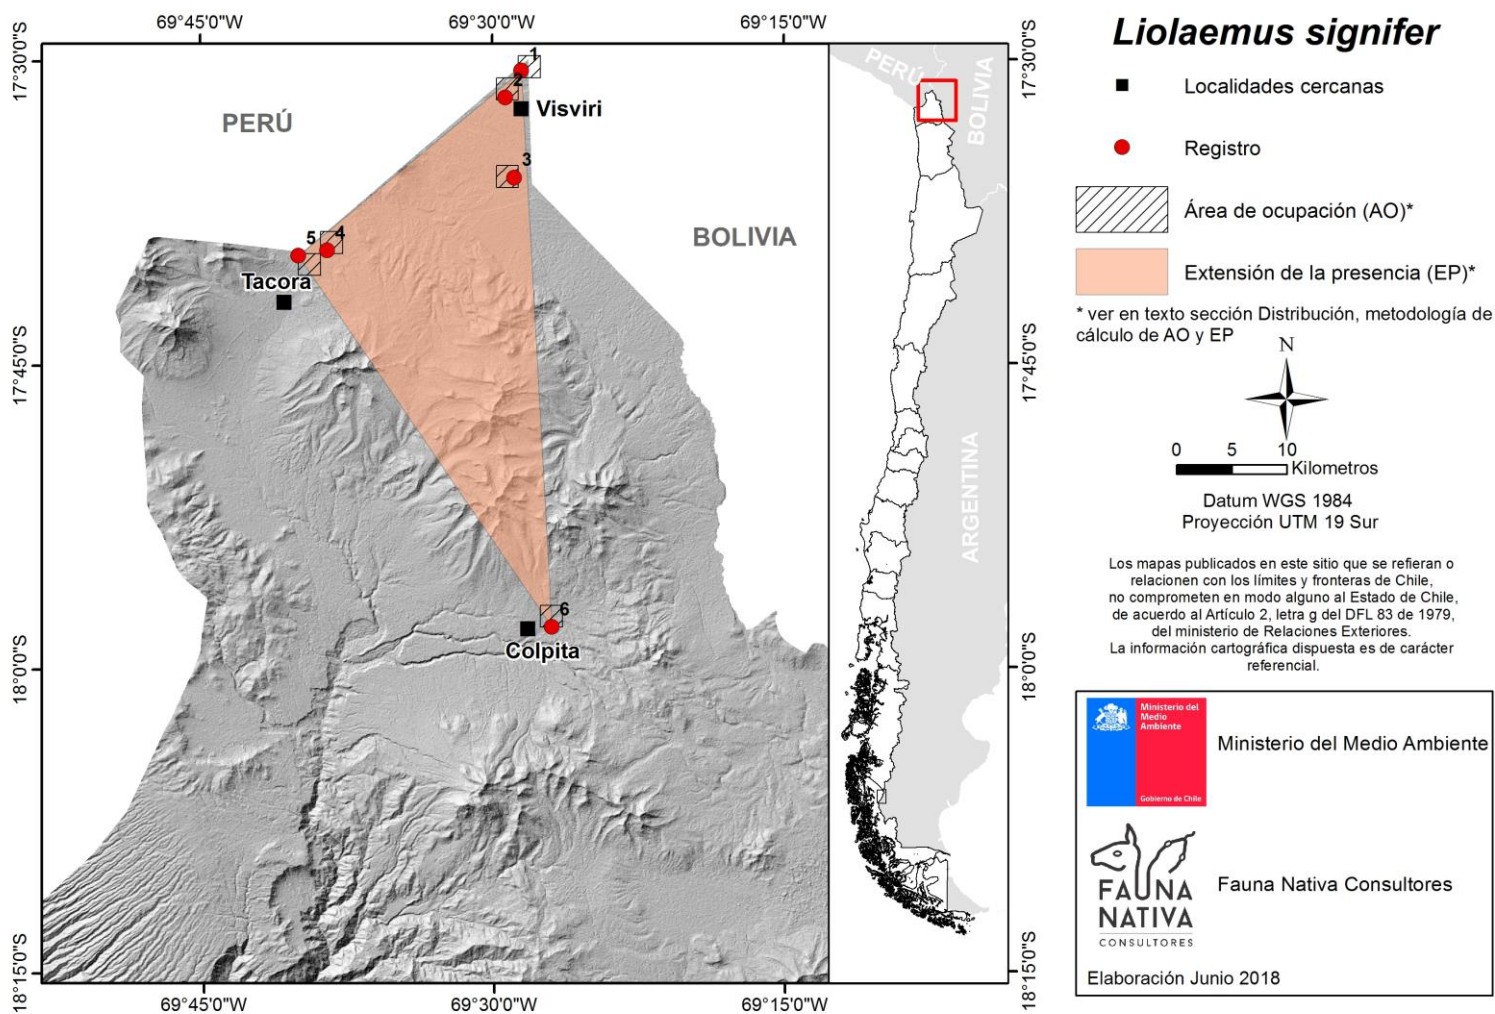 69°45'0"W
69°30'0"W
69°15'0"W
17°30'0"S
17°45'0"S
18°0'0"S
18°15'0"S
PERÚ
BOLIVIA
1
2
Visviri
3
4
5
Tacora
6
Colpita
69°45'0"W
69°30'0"W
69°15'0"W
PERÚ
BOLIVIA
ARGENTINA
17°30'0"S
17°45'0"S
18°0'0"S
18°15'0"S
Liolaemus signifer
Localidades cercanas
Registro
Área de ocupación (AO)*
Extensión de la presencia (EP)*
* ver en texto sección Distribución, metodología de
cálculo de AO y EP
N
0 5 10
Kilometros
Datum WGS 1984
Proyección UTM 19 Sur
Los mapas publicados en este sitio que se refieran o
relacionen con los límites y fronteras de Chile,
no comprometen en modo alguno al Estado de Chile,
de acuerdo al Artículo 2, letra g del DFL 83 de 1979,
del ministerio de Relaciones Exteriores.
La información cartográfica dispuesta es de carácter
referencial.
Ministerio del
Medio
Ambiente
Gobierno de Chile
Ministerio del Medio Ambiente
FAUNA
NATIVA
CONSULTORES
Fauna Nativa Consultores
Elaboración Junio 2018